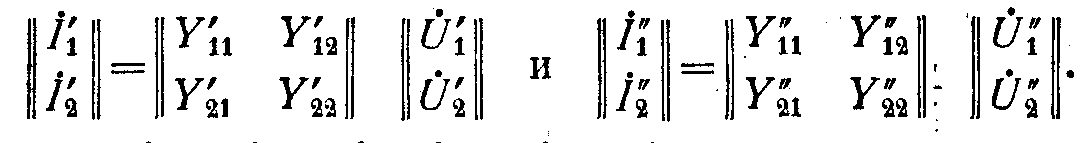 ‖İ′₁ İ′₂‖ = ‖Y′₁₁ Y′₁₂ Y′₂₁ Y′₂₂‖ ‖U̇′₁ U̇′₂‖ и ‖İ″₁ İ″₂‖ = ‖Y″₁₁ Y″₁₂ Y″₂₁ Y″₂₂‖ ‖U̇″₁ U̇″₂‖.